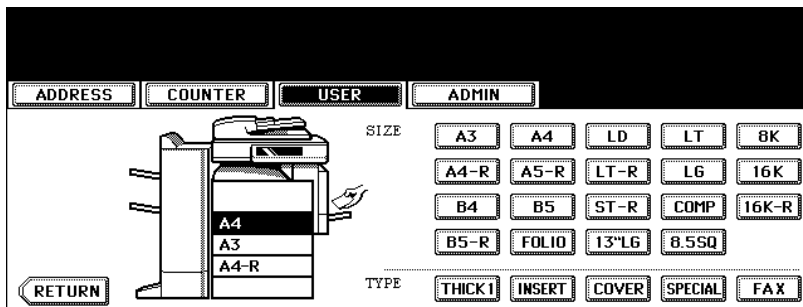 ADDRESS COUNTER USER ADMIN
SIZE A3 A4 LD LT 8K
A4-R A5-R LT-R LG 16K
B4 B5 ST-R COMP 16K-R
A4
A3 B5-R FOLIO 13"LG 8.5SQ
A4-R
RETURN TYPE THICK1 INSERT COVER SPECIAL FAX